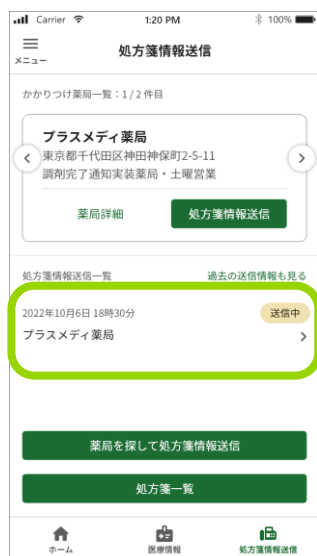 Carrier 1:20 PM 100%
メニュー
処方箋情報送信
かかりつけ薬局一覧：1/2件目
プラスメディ薬局
東京都千代田区神田神保町2-5-11
調剤完了通知実装薬局・土曜営業
薬局詳細
処方箋情報送信
処方箋情報送信一覧
過去の送信情報も見る
2022年10月6日 18時30分
送信中
プラスメディ薬局
薬局を探して処方箋情報送信
処方箋一覧
ホーム
医療情報
処方箋情報送信